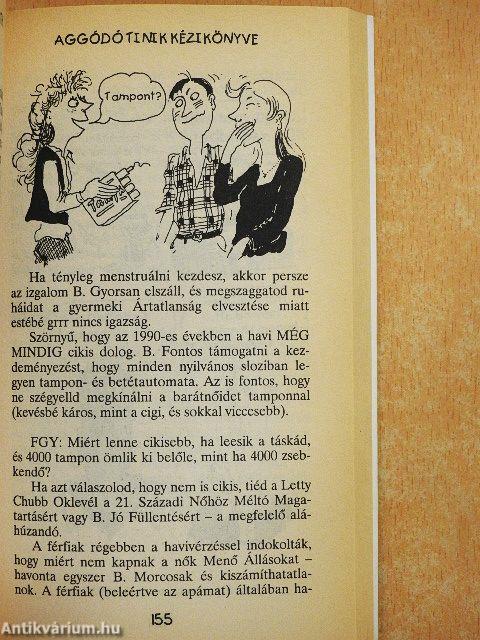 AGGÓDÓ TINIK KÉZIKÖNYVE
Tampont?
Ha tényleg menstruálni kezdesz, akkor persze
az izgalom B. Gyorsan elszáll, és megszaggatod ru-
háidat a gyermeki Ártatlanság elvesztése miatt
estébé grrr nincs igazság.
Szörnyű, hogy az 1990-es években a havi MÉG
MINDIG cikis dolog. B. Fontos támogatni a kez-
deményezést, hogy minden nyilvános sloziban le-
gyen tampon- és betétautomata. Az is fontos, hogy
ne szégyelld megkínálni a barátnőidet tamponnal
(kevésbé káros, mint a cigi, és sokkal viccesebb).
FGY: Miért lenne cikisebb, ha leesik a táskád,
és 4000 tampon ömlik ki belőle, mint ha 4000 zseb-
kendő?
Ha azt válaszolod, hogy nem is cikis, tiéd a Letty
Chubb Oklevél a 21. Századi Nőhöz Méltó Maga-
tartásért vagy B. Jó Füllentésért – a megfelelő alá-
húzandó.
A férfiak régebben a havivérzéssel indokolták,
hogy miért nem kapnak a nők Menő Állásokat –
havonta egyszer B. Morcosak és kiszámíthatatla-
nok. A férfiak (beleértve az apámat) általában ha-
155
Antikvárium.hu